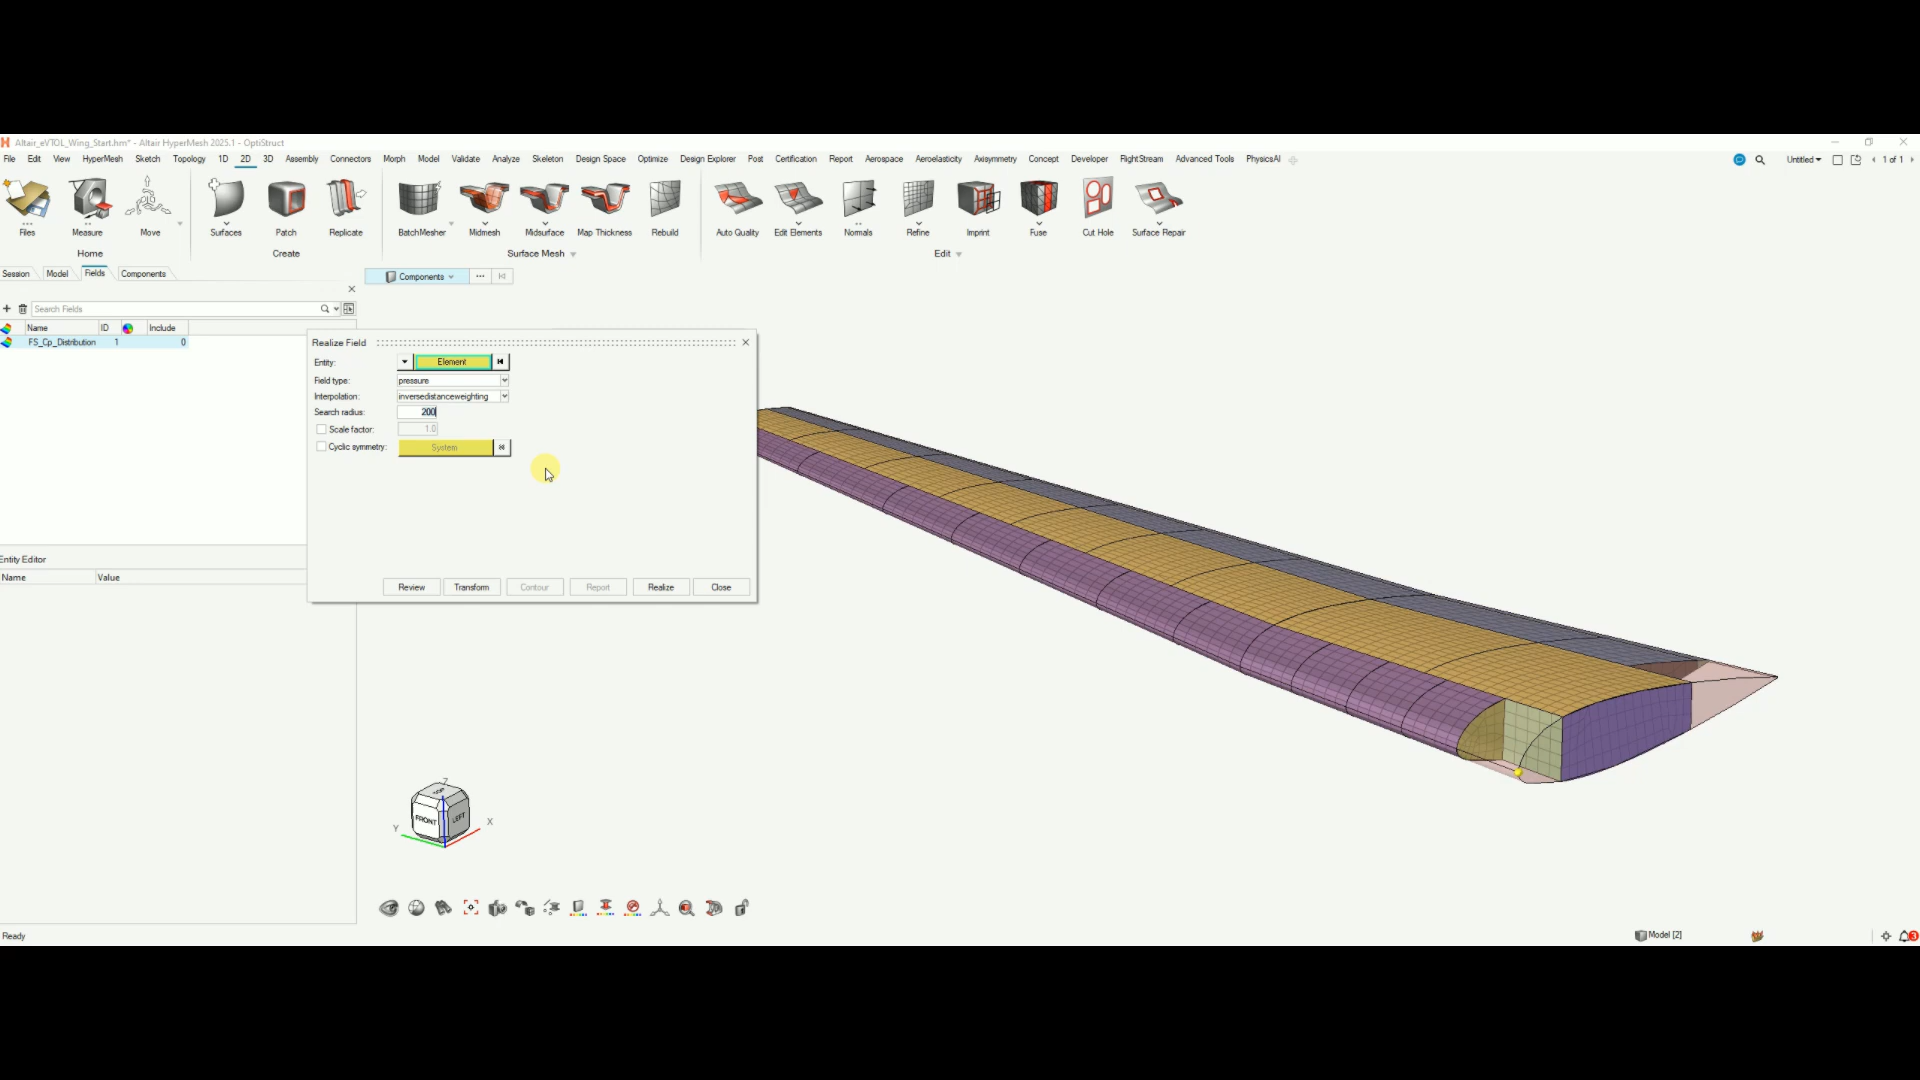 Altair_eVTOL_Wing_Start.hm* - Altair HyperMesh 2025.1 - OptiStruct
File Edit View HyperMesh Sketch Topology 1D 2D 3D Assembly Connectors Morph Model Validate Analyze Skeleton Design Space Optimize Design Explorer Post Certification Report Aerospace Aeroelasticity Axisymmetry Concept Developer FlightStream Advanced Tools PhysicsAI Untitled 1 of 1
Files Measure Move Surfaces Patch Replicate BatchMesher Midmesh Midsurface Map Thickness Rebuild Auto Quality Edit Elements Normals Refine Imprint Fuse Cut Hole Surface Repair
Home Create Surface Mesh Edit
Session Model Fields Components
Components
Search Fields
Name ID Include
FS_Cp_Distribution 1 0
Realize Field
Entity: Element
Field type: pressure
Interpolation: inversedistanceweighting
Search radius: 200
Scale factor: 1.0
Cyclic symmetry: System
Review Transform Contour Report Realize Close
Entity Editor
Name Value
Z
TOP
FRONT LEFT
Y X
Ready
Model [2]
3